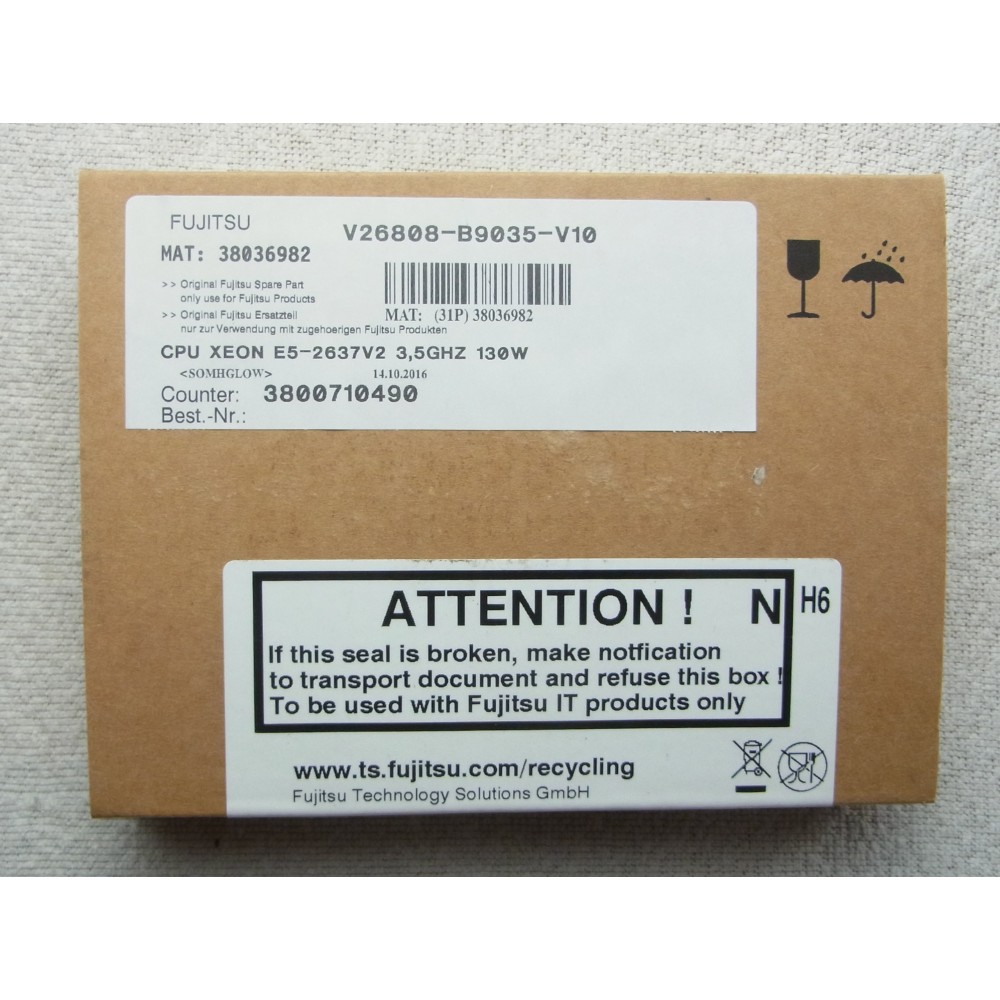 FUJITSU
V26808-B9035-V10
MAT: 38036982
>> Original Fujitsu Spare Part
only use for Fujitsu Products
>> Original Fujitsu Ersatzteil
nur zur Verwendung mit zugehoerigen Fujitsu Produkten
MAT: (31P) 38036982
CPU XEON E5-2637V2 3,5GHZ 130W
<SOMHGLOW> 14.10.2016
Counter: 3800710490
Best.-Nr.:
ATTENTION ! N H6
If this seal is broken, make notfication
to transport document and refuse this box !
To be used with Fujitsu IT products only
www.ts.fujitsu.com/recycling
Fujitsu Technology Solutions GmbH